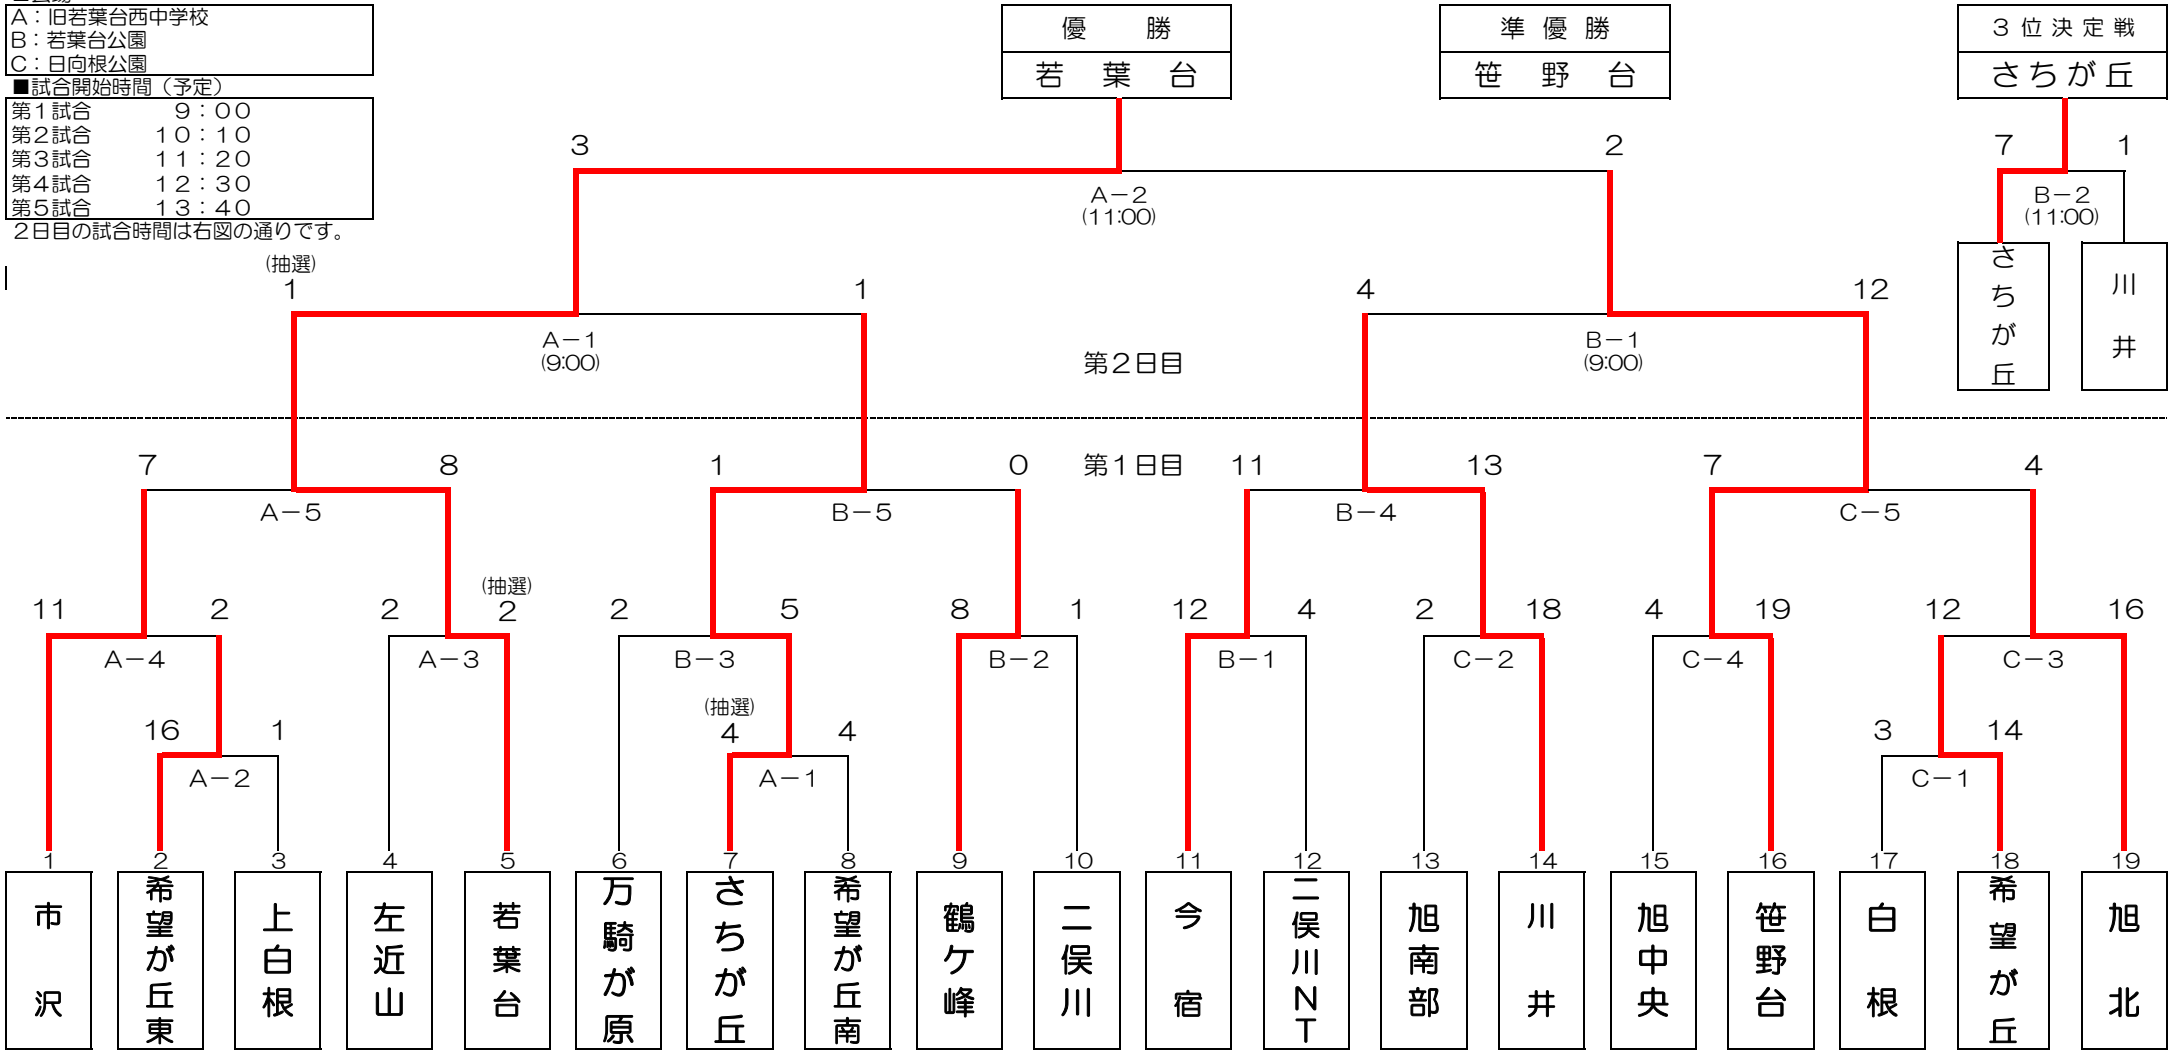 A：旧若葉台西中学校
B：若葉台公園
C：日向根公園
■試合開始時間（予定）
第1試合　9：00
第2試合　10：10
第3試合　11：20
第4試合　12：30
第5試合　13：40
2日目の試合時間は右図の通りです。
優勝
若葉台
準優勝
笹野台
3位決定戦
さちが丘
3
2
A－2
(11:00)
7
1
B－2
(11:00)
さちが丘
川井
(抽選)
1
1
4
12
A－1
(9:00)
B－1
(9:00)
第2日目
第1日目
7
8
1
0
11
13
7
4
A－5
B－5
B－4
C－5
(抽選)
11
2
2
2
2
5
8
1
12
4
2
18
4
19
12
16
A－4
A－3
B－3
B－2
B－1
C－2
C－4
C－3
(抽選)
16
1
4
4
3
14
A－2
A－1
C－1
1
2
3
4
5
6
7
8
9
10
11
12
13
14
15
16
17
18
19
市沢
希望が丘東
上白根
左近山
若葉台
万騎が原
さちが丘
希望が丘南
鶴ケ峰
二俣川
今宿
二俣川NT
旭南部
川井
旭中央
笹野台
白根
希望が丘
旭北